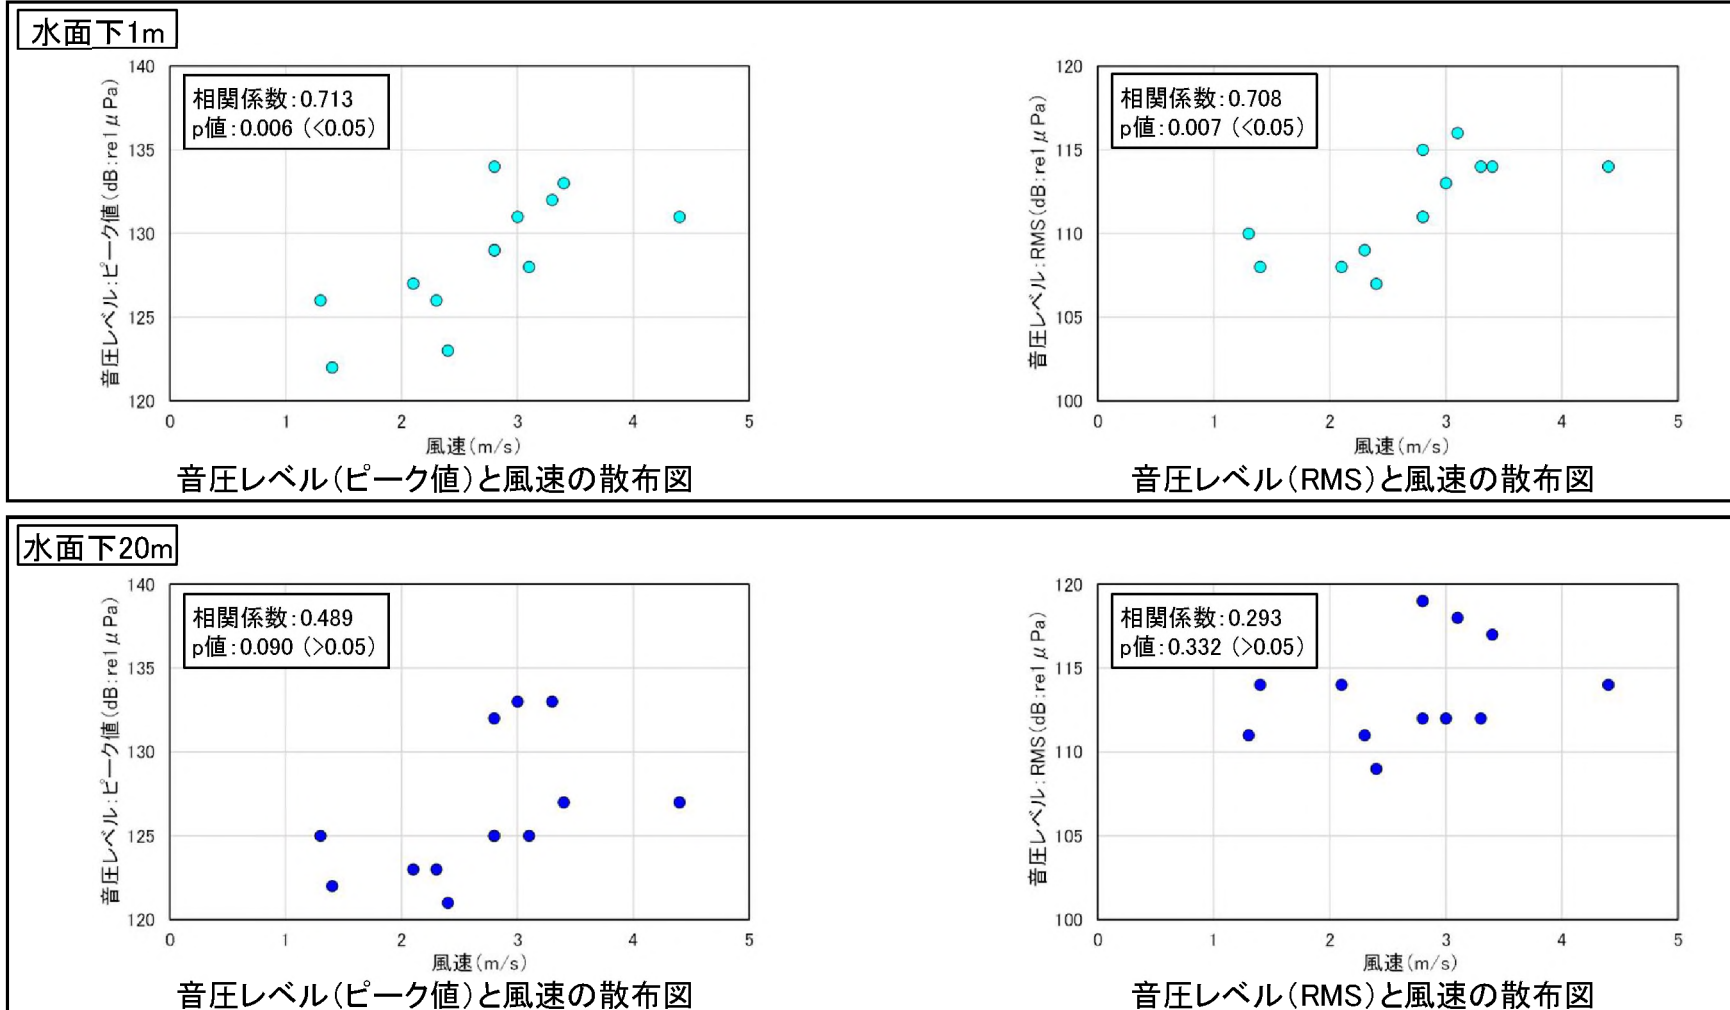 水面下1m
140
135
130
125
120
0 1 2 3 4 5
音圧レベル:ピーク値(dB:re1μPa)
相関係数:0.713
p値:0.006 (<0.05)
風速(m/s)
音圧レベル(ピーク値)と風速の散布図
120
115
110
105
100
0 1 2 3 4 5
音圧レベル:RMS(dB:re1μPa)
相関係数:0.708
p値:0.007 (<0.05)
風速(m/s)
音圧レベル(RMS)と風速の散布図
水面下20m
140
135
130
125
120
0 1 2 3 4 5
音圧レベル:ピーク値(dB:re1μPa)
相関係数:0.489
p値:0.090 (>0.05)
風速(m/s)
音圧レベル(ピーク値)と風速の散布図
120
115
110
105
100
0 1 2 3 4 5
音圧レベル:RMS(dB:re1μPa)
相関係数:0.293
p値:0.332 (>0.05)
風速(m/s)
音圧レベル(RMS)と風速の散布図